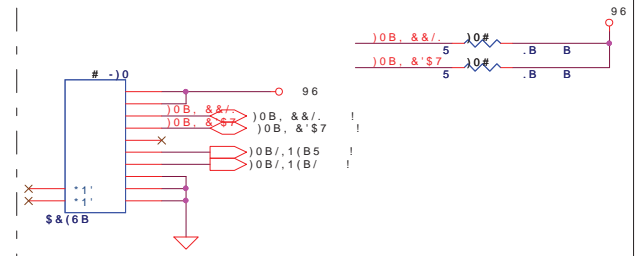 96
)0B, &&/.
)0#
5
.B B
)0B, &'$7
)0#
5
.B B
# -)0
96
)0B, &&/.
)0B, &&/. !
)0B, &'$7
)0B, &'$7 !
)0B/,1(B5 !
)0B/,1(B/ !
*1'
*1'
$&(6B